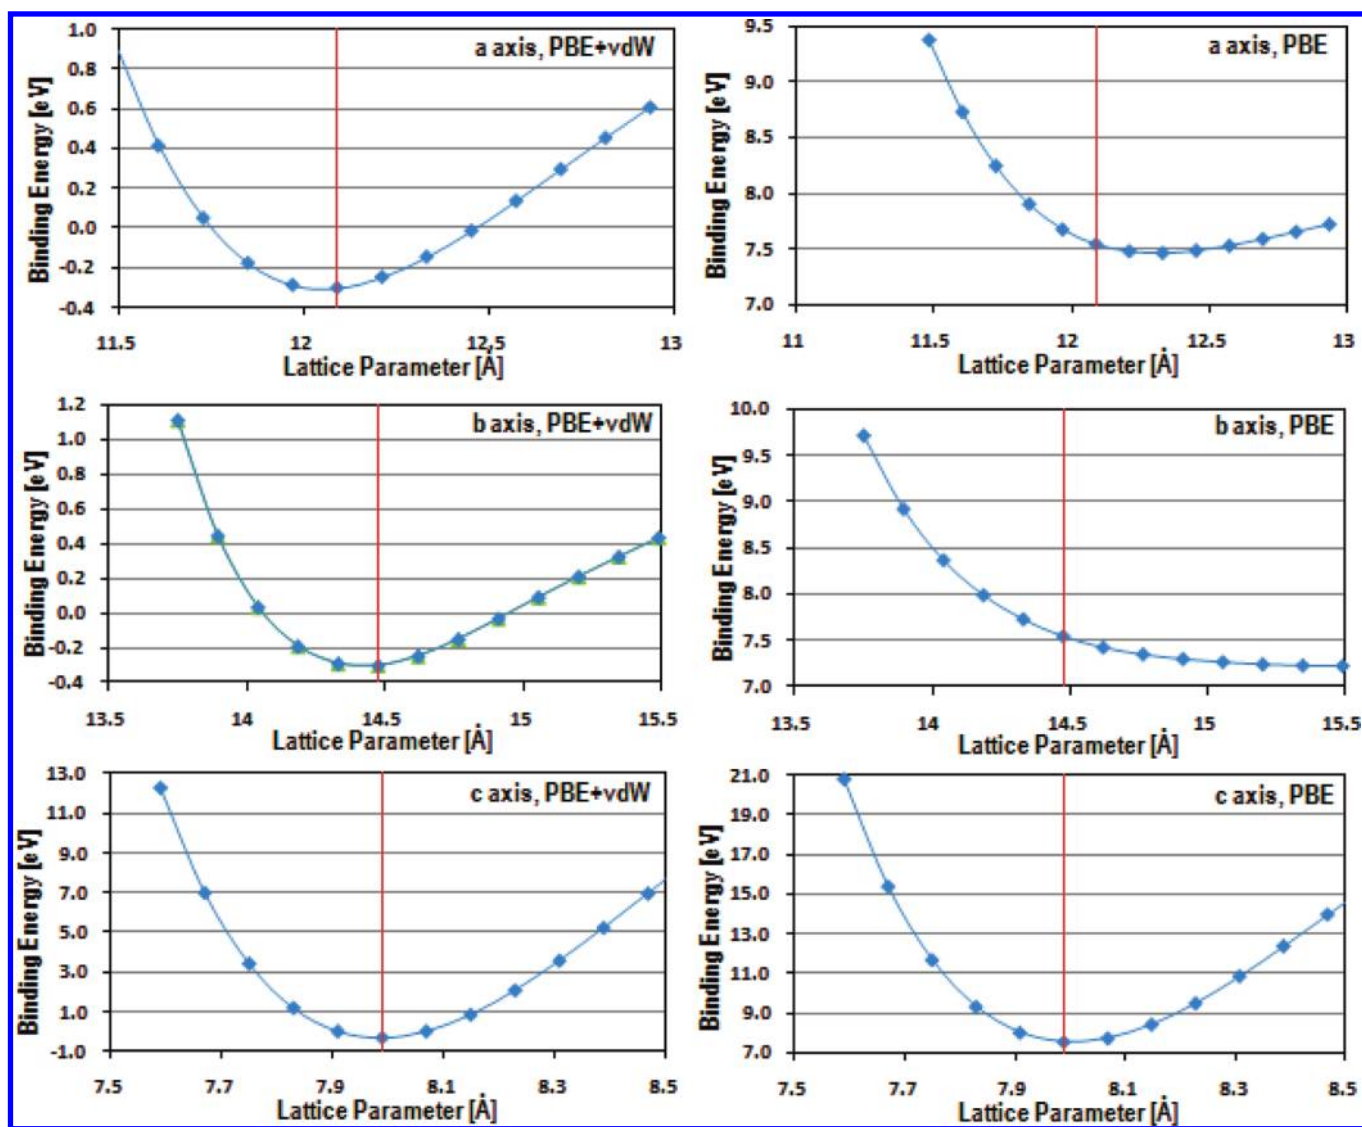 a axis, PBE+vdW
Binding Energy [eV]
1.0
0.8
0.6
0.4
0.2
0.0
-0.2
-0.4
11.5 12 12.5 13
Lattice Parameter [Å]
a axis, PBE
Binding Energy [eV]
9.5
9.0
8.5
8.0
7.5
7.0
11 11.5 12 12.5 13
Lattice Parameter [Å]
b axis, PBE+vdW
Binding Energy [eV]
1.2
1.0
0.8
0.6
0.4
0.2
0.0
-0.2
-0.4
13.5 14 14.5 15 15.5
Lattice Parameter [Å]
b axis, PBE
Binding Energy [eV]
10.0
9.5
9.0
8.5
8.0
7.5
7.0
13.5 14 14.5 15 15.5
Lattice Parameter [Å]
c axis, PBE+vdW
Binding Energy [eV]
13.0
9.0
7.0
5.0
3.0
1.0
-1.0
7.5 7.7 7.9 8.1 8.3 8.5
Lattice Parameter [Å]
c axis, PBE
Binding Energy [eV]
21.0
19.0
17.0
15.0
13.0
11.0
9.0
7.0
7.5 7.7 7.9 8.1 8.3 8.5
Lattice Parameter [Å]